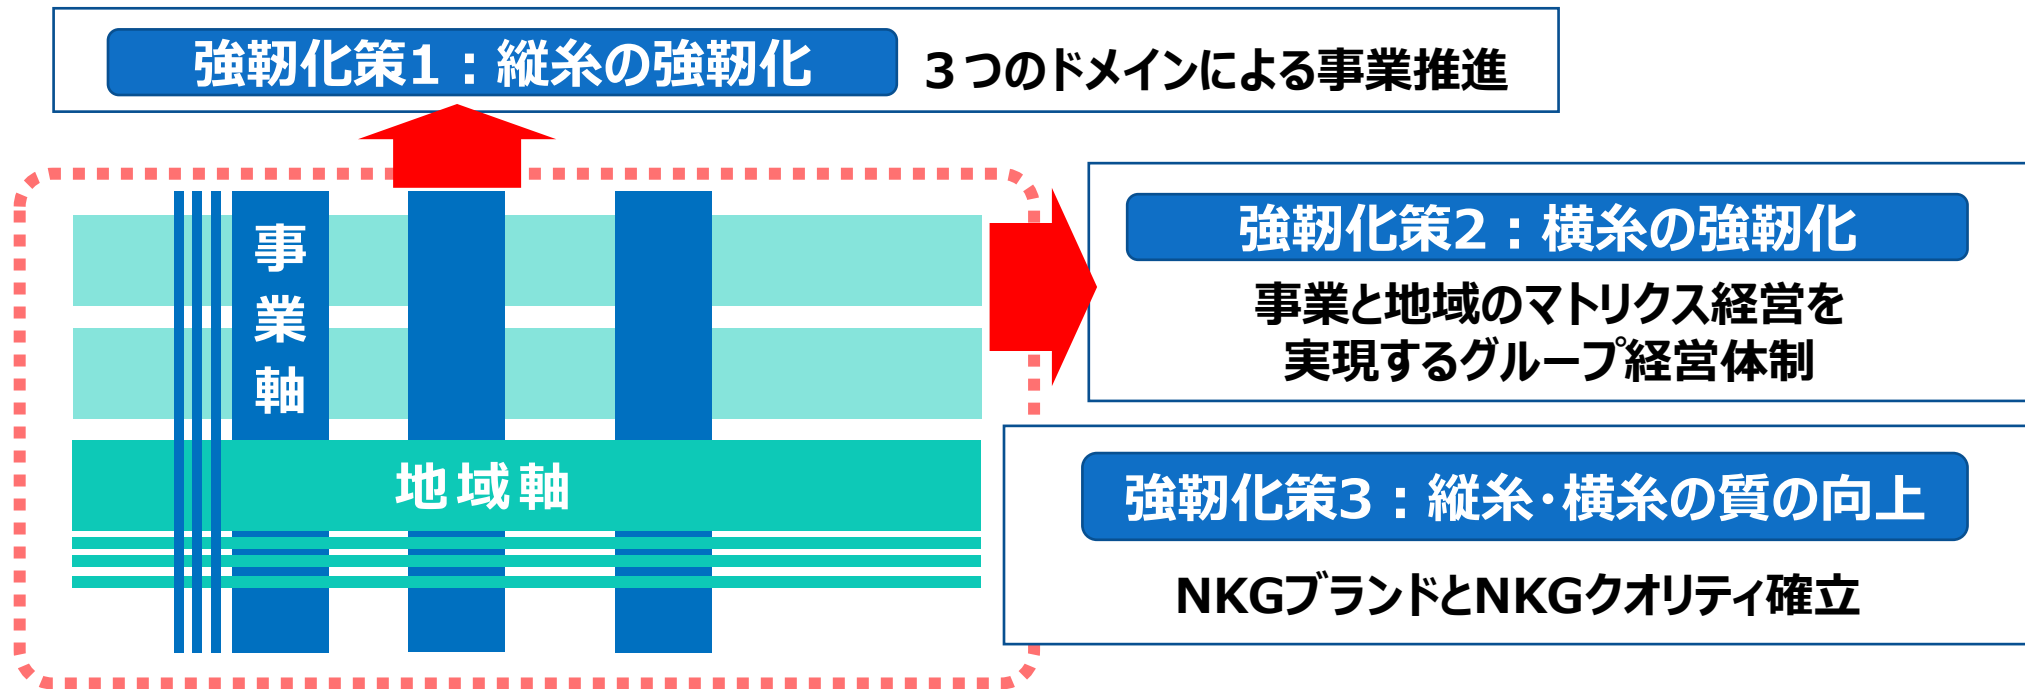 強靭化策1：縦糸の強靭化
３つのドメインによる事業推進
強靭化策2：横糸の強靭化
事業と地域のマトリクス経営を
実現するグループ経営体制
事業軸
地域軸
強靭化策3：縦糸・横糸の質の向上
NKGブランドとNKGクオリティ確立